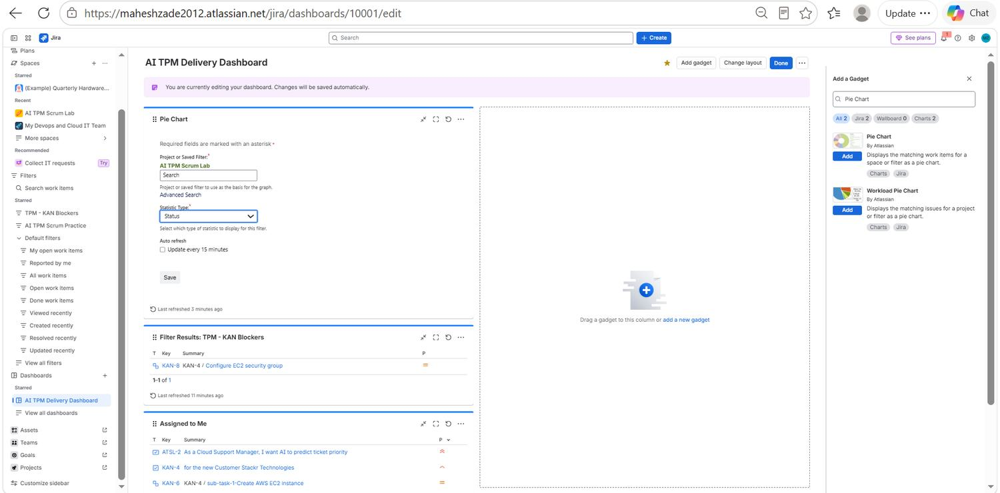 https://maheshzade2012.atlassian.net/jira/dashboards/10001/edit
Update
Chat
Jira
Search
+ Create
See plans
1
MZ
Plans
Spaces
Starred
(Example) Quarterly Hardware...
Recent
AI TPM Scrum Lab
My Devops and Cloud IT Team
More spaces
Recommended
Collect IT requests
Try
Filters
Search work items
Starred
TPM - KAN Blockers
AI TPM Scrum Practice
Default filters
My open work items
Reported by me
All work items
Open work items
Done work items
Viewed recently
Created recently
Resolved recently
Updated recently
View all filters
Dashboards
Starred
AI TPM Delivery Dashboard
View all dashboards
Assets
Teams
Goals
Projects
Customize sidebar
AI TPM Delivery Dashboard
Add gadget
Change layout
Done
You are currently editing your dashboard. Changes will be saved automatically.
Pie Chart
Required fields are marked with an asterisk *
Project or Saved Filter:*
AI TPM Scrum Lab
Search
Project or saved filter to use as the basis for the graph.
Advanced Search
Statistic Type:*
Status
Select which type of statistic to display for this filter.
Auto refresh
Update every 15 minutes
Save
Last refreshed 3 minutes ago
Filter Results: TPM - KAN Blockers
T Key Summary P
KAN-8 KAN-4 / Configure EC2 security group
1–1 of 1
Last refreshed 11 minutes ago
Assigned to Me
T Key Summary P
ATSL-2 As a Cloud Support Manager, I want AI to predict ticket priority
KAN-4 for the new Customer Stackr Technologies
KAN-6 KAN-4 / sub-task-1-Create AWS EC2 instance
Drag a gadget to this column or add a new gadget
Add a Gadget
Pie Chart
All 2 Jira 2 Wallboard 0 Charts 2
Pie Chart
By Atlassian
Add
Displays the matching work items for a
space or filter as a pie chart.
Charts Jira
Workload Pie Chart
By Atlassian
Add
Displays the matching issues for a project
or filter as a pie chart.
Charts Jira